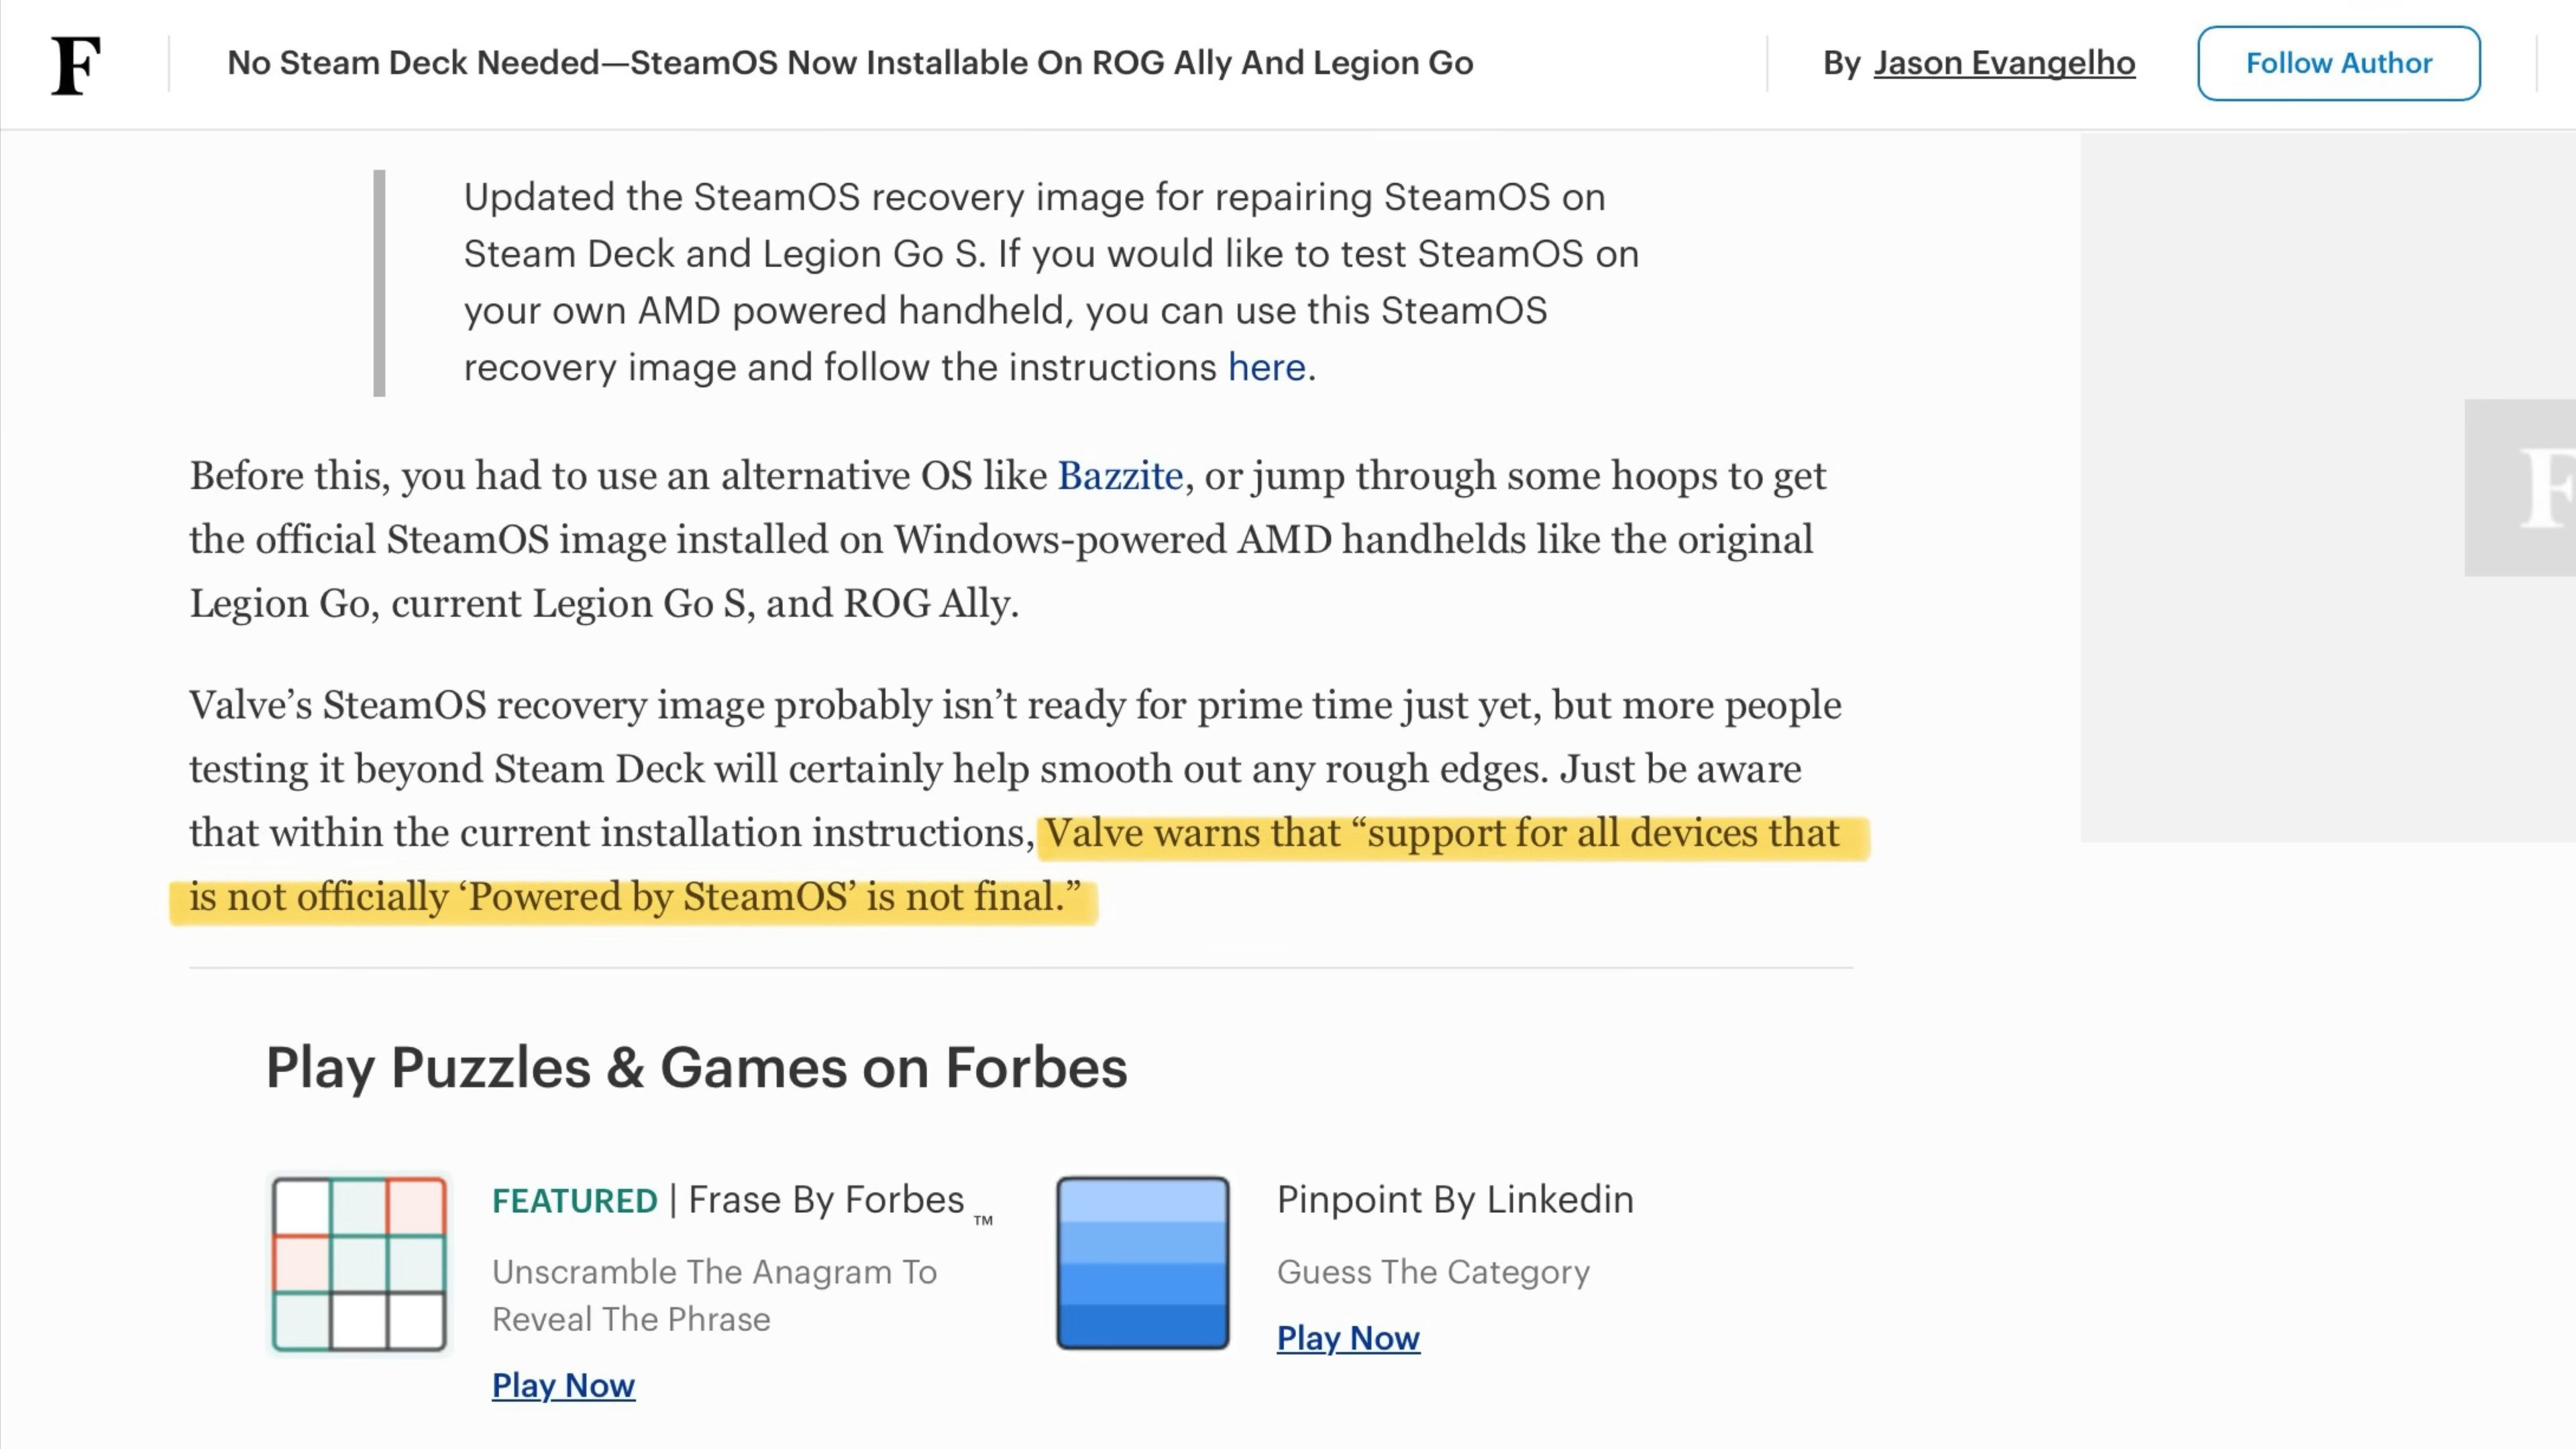 F
No Steam Deck Needed—SteamOS Now Installable On ROG Ally And Legion Go
By Jason Evangelho
Follow Author
Updated the SteamOS recovery image for repairing SteamOS on
Steam Deck and Legion Go S. If you would like to test SteamOS on
your own AMD powered handheld, you can use this SteamOS
recovery image and follow the instructions here.
Before this, you had to use an alternative OS like Bazzite, or jump through some hoops to get
the official SteamOS image installed on Windows-powered AMD handhelds like the original
Legion Go, current Legion Go S, and ROG Ally.
Valve’s SteamOS recovery image probably isn’t ready for prime time just yet, but more people
testing it beyond Steam Deck will certainly help smooth out any rough edges. Just be aware
that within the current installation instructions, Valve warns that “support for all devices that
is not officially ‘Powered by SteamOS’ is not final.”
F
Play Puzzles & Games on Forbes
FEATURED | Frase By Forbes ™
Unscramble The Anagram To
Reveal The Phrase
Play Now
Pinpoint By Linkedin
Guess The Category
Play Now